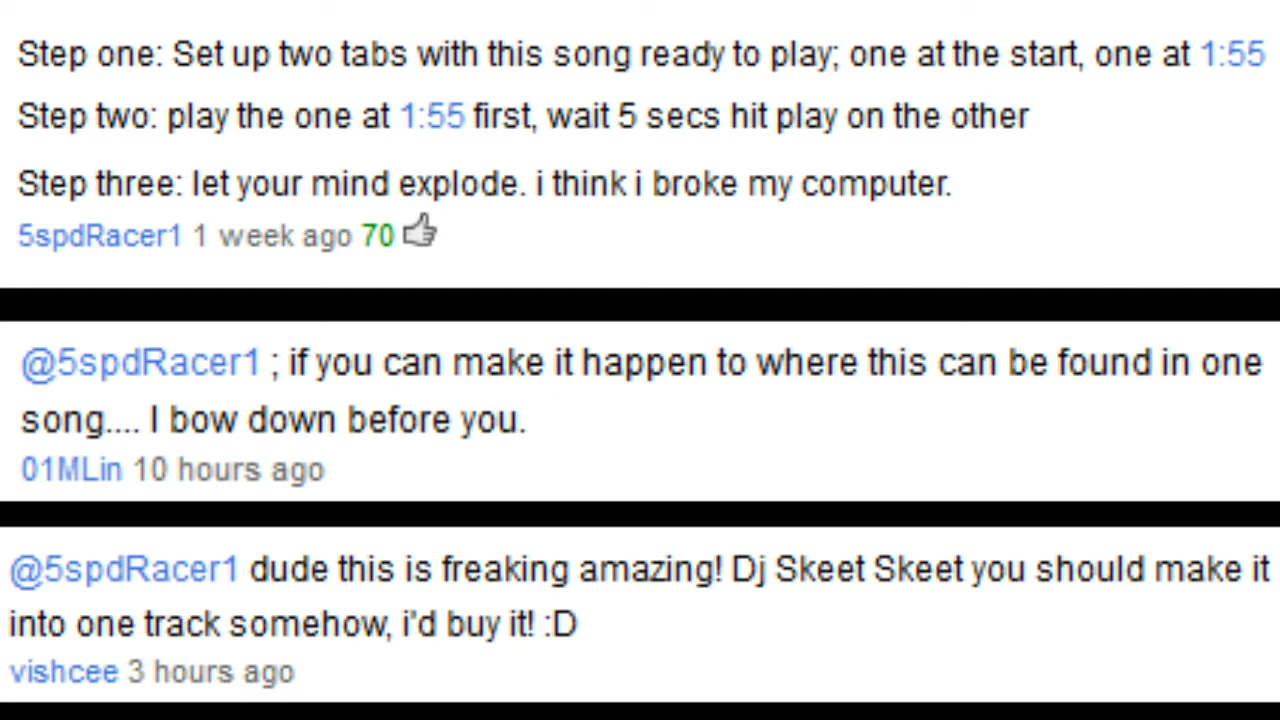 Step one: Set up two tabs with this song ready to play; one at the start, one at 1:55
Step two: play the one at 1:55 first, wait 5 secs hit play on the other
Step three: let your mind explode. i think i broke my computer.
5spdRacer1 1 week ago 70
@5spdRacer1 ; if you can make it happen to where this can be found in one
song.... I bow down before you.
01MLin 10 hours ago
@5spdRacer1 dude this is freaking amazing! Dj Skeet Skeet you should make it
into one track somehow, i'd buy it! :D
vishcee 3 hours ago